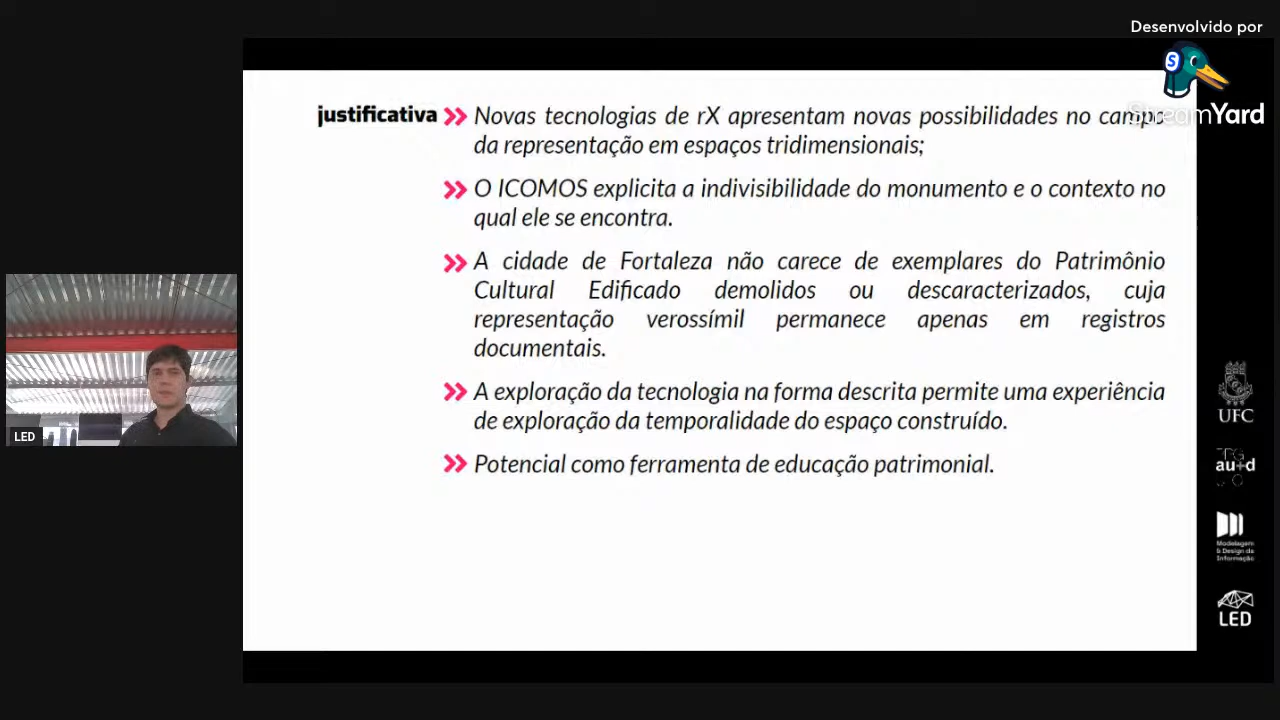 Desenvolvido por
StreamYard
justificativa
Novas tecnologias de rX apresentam novas possibilidades no campo
da representação em espaços tridimensionais;
O ICOMOS explicita a indivisibilidade do monumento e o contexto no
qual ele se encontra.
A cidade de Fortaleza não carece de exemplares do Patrimônio
Cultural Edificado demolidos ou descaracterizados, cuja
representação verossímil permanece apenas em registros
documentais.
A exploração da tecnologia na forma descrita permite uma experiência
de exploração da temporalidade do espaço construído.
Potencial como ferramenta de educação patrimonial.
LED
UFC
au+d
Modelagem
& Design da
Informação
LED